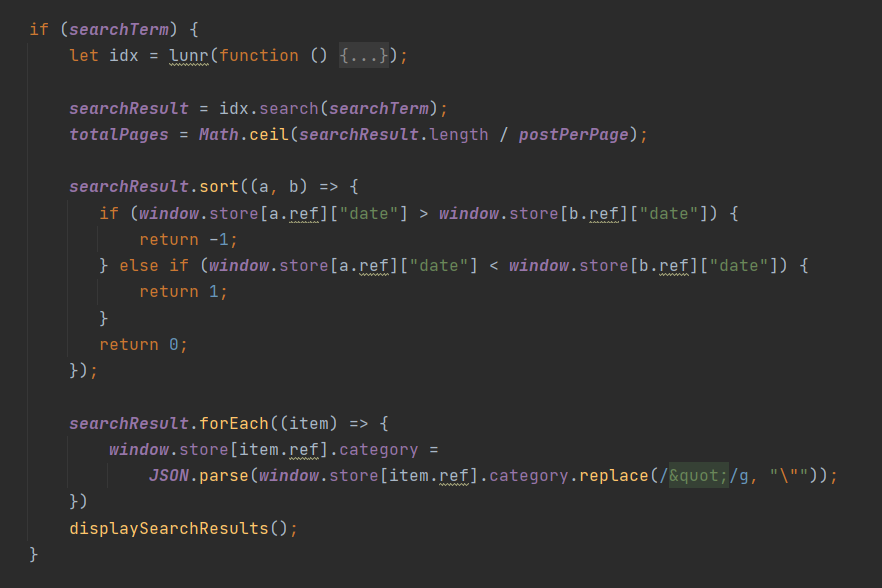 if (searchTerm) {
    let idx = lunr(function () {...});

    searchResult = idx.search(searchTerm);
    totalPages = Math.ceil(searchResult.length / postPerPage);

    searchResult.sort((a, b) => {
       if (window.store[a.ref]["date"] > window.store[b.ref]["date"]) {
           return -1;
       } else if (window.store[a.ref]["date"] < window.store[b.ref]["date"]) {
           return 1;
       }
       return 0;
    });

    searchResult.forEach((item) => {
        window.store[item.ref].category =
            JSON.parse(window.store[item.ref].category.replace(/&quot;/g, "\""));
    })
    displaySearchResults();
}